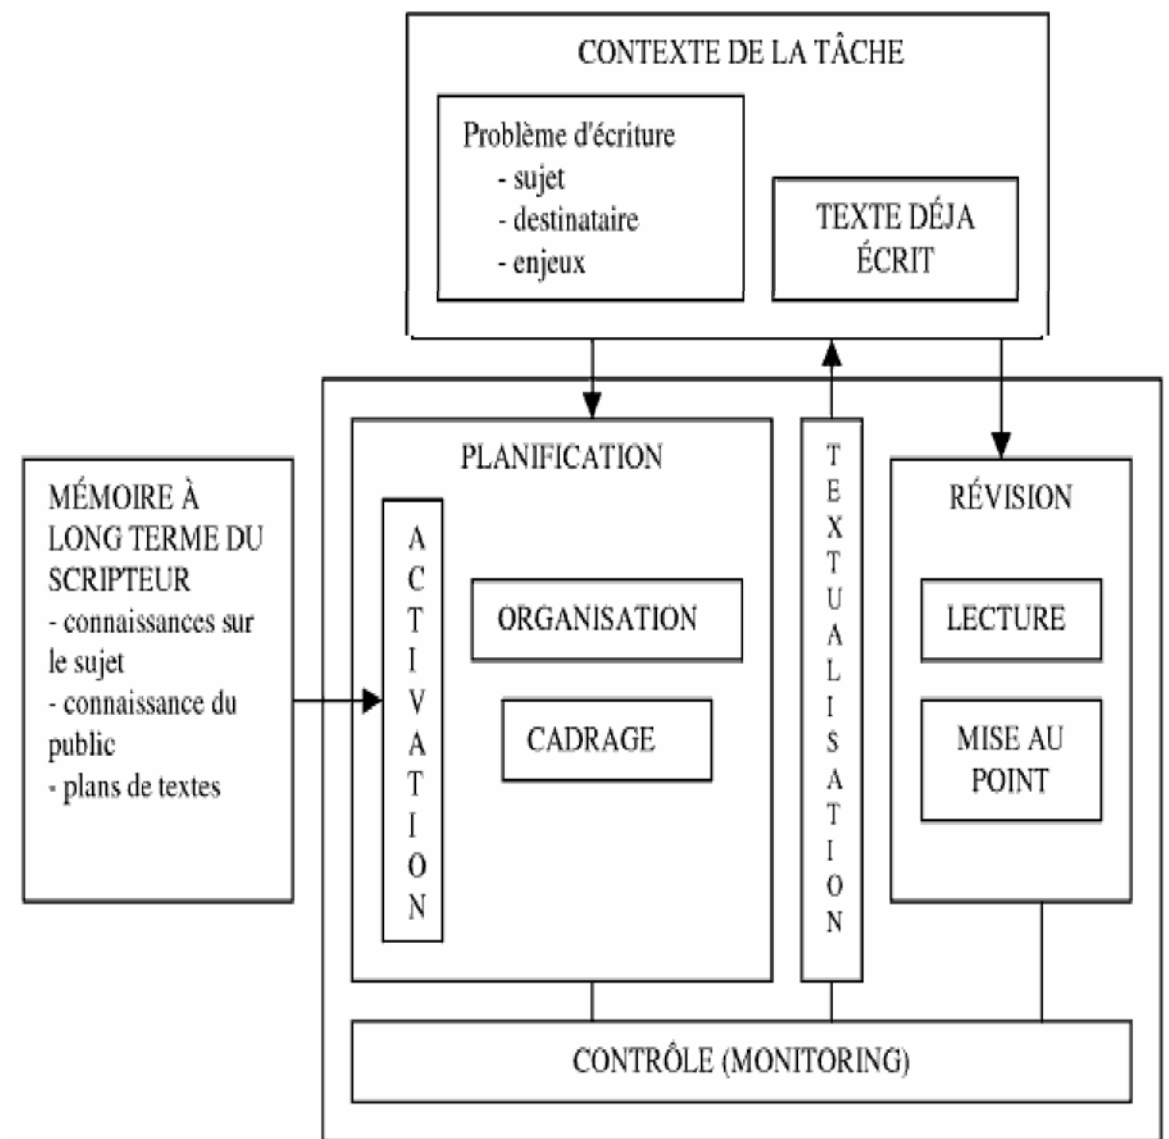 CONTEXTE DE LA TÂCHE
Problème d'écriture
- sujet
- destinataire
- enjeux
TEXTE DÉJA
ÉCRIT
MÉMOIRE À
LONG TERME DU
SCRIPTEUR
- connaissances sur
le sujet
- connaissance du
public
- plans de textes
PLANIFICATION
ACTIVATION
ORGANISATION
CADRAGE
TEXTUALISATION
RÉVISION
LECTURE
MISE AU
POINT
CONTRÔLE (MONITORING)